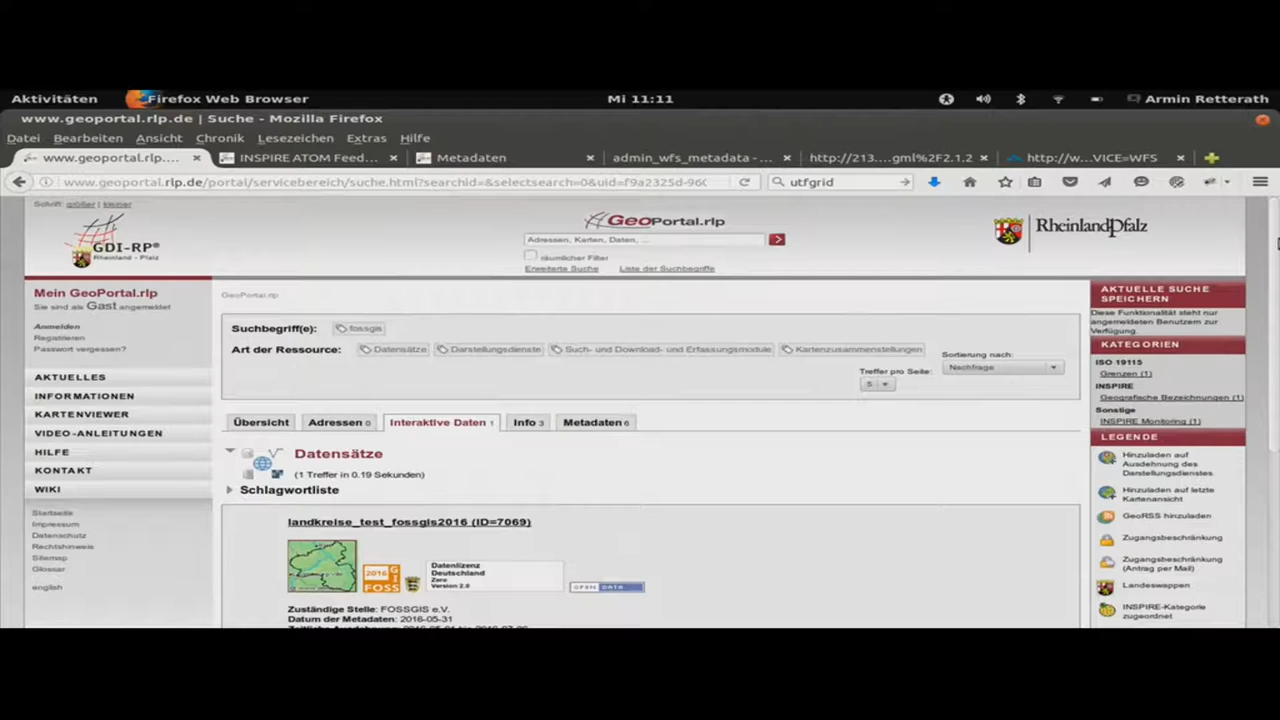 Aktivitäten Firefox Web Browser Mi 11:11 Armin Retterath
www.geoportal.rlp.de | Suche - Mozilla Firefox
Datei Bearbeiten Ansicht Chronik Lesezeichen Extras Hilfe
www.geoportal.rlp.... INSPIRE ATOM Feed... Metadaten admin_wfs_metadata - ... http://213....gml%2F2.1.2 http://w...VICE=WFS
www.geoportal.rlp.de/portal/servicebereich/suche.html?searchid=&selectsearch=0&uid=f9a2325d-960 utfgrid
Schrift: größer | kleiner
GDI-RP®
Rheinland - Pfalz
GeoPortal.rlp
Adressen, Karten, Daten, ...
räumlicher Filter
Erweiterte Suche Liste der Suchbegriffe
RheinlandPfalz
Mein GeoPortal.rlp
Sie sind als Gast angemeldet
Anmelden
Registrieren
Passwort vergessen?
AKTUELLES
INFORMATIONEN
KARTENVIEWER
VIDEO-ANLEITUNGEN
HILFE
KONTAKT
WIKI
Startseite
Impressum
Datenschutz
Rechtshinweis
Sitemap
Glossar
english
GeoPortal.rlp
Suchbegriff(e): fossgis
Art der Ressource: Datensätze Darstellungsdienste Such- und Download- und Erfassungsmodule Kartenzusammenstellungen
Sortierung nach:
Nachfrage
Treffer pro Seite:
5
Übersicht Adressen 0 Interaktive Daten 1 Info 3 Metadaten 6
Datensätze
(1 Treffer in 0.19 Sekunden)
Schlagwortliste
landkreise_test_fossgis2016 (ID=7069)
2016 GIS
FOSS
Datenlizenz
Deutschland
Zero
Version 2.0
OPEN DATA
Zuständige Stelle: FOSSGIS e.V.
Datum der Metadaten: 2016-05-31
AKTUELLE SUCHE
SPEICHERN
Diese Funktionalität steht nur
angemeldeten Benutzern zur
Verfügung.
KATEGORIEN
ISO 19115
Grenzen (1)
INSPIRE
Geografische Bezeichnungen (1)
Sonstige
INSPIRE Monitoring (1)
LEGENDE
Hinzuladen auf
Ausdehnung des
Darstellungsdienstes
Hinzuladen auf letzte
Kartenansicht
GeoRSS hinzuladen
Zugangsbeschränkung
Zugangsbeschränkung
(Antrag per Mail)
Landeswappen
INSPIRE-Kategorie
zugeordnet